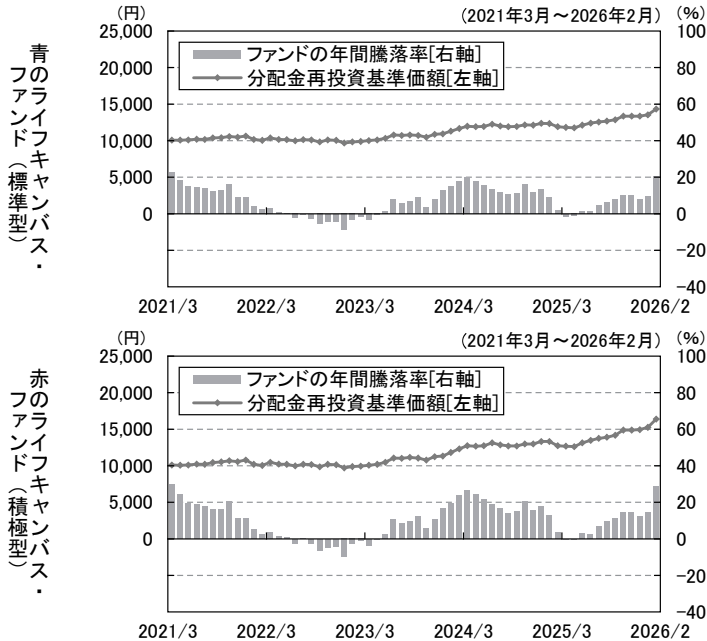 青のライフキャンバス・
ファンド（標準型）
（円）
（2021年3月～2026年2月）
（%）
25,000
20,000
15,000
10,000
5,000
0
ファンドの年間騰落率[右軸]
分配金再投資基準価額[左軸]
100
80
60
40
20
0
−20
−40
2021/3 2022/3 2023/3 2024/3 2025/3 2026/2
赤のライフキャンバス・
ファンド（積極型）
（円）
（2021年3月～2026年2月）
（%）
25,000
20,000
15,000
10,000
5,000
0
ファンドの年間騰落率[右軸]
分配金再投資基準価額[左軸]
100
80
60
40
20
0
−20
−40
2021/3 2022/3 2023/3 2024/3 2025/3 2026/2